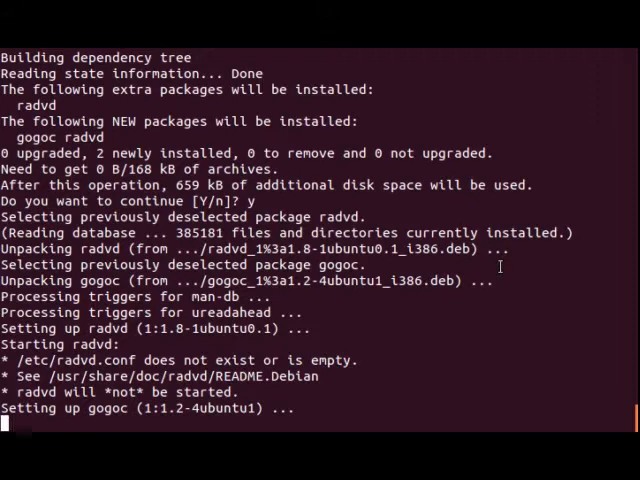 Building dependency tree
Reading state information... Done
The following extra packages will be installed:
  radvd
The following NEW packages will be installed:
  gogoc radvd
0 upgraded, 2 newly installed, 0 to remove and 0 not upgraded.
Need to get 0 B/168 kB of archives.
After this operation, 659 kB of additional disk space will be used.
Do you want to continue [Y/n]? y
Selecting previously deselected package radvd.
(Reading database ... 385181 files and directories currently installed.)
Unpacking radvd (from .../radvd_1%3a1.8-1ubuntu0.1_i386.deb) ...
Selecting previously deselected package gogoc.
Unpacking gogoc (from .../gogoc_1%3a1.2-4ubuntu1_i386.deb) ...
Processing triggers for man-db ...
Processing triggers for ureadahead ...
Setting up radvd (1:1.8-1ubuntu0.1) ...
Starting radvd:
* /etc/radvd.conf does not exist or is empty.
* See /usr/share/doc/radvd/README.Debian
* radvd will *not* be started.
Setting up gogoc (1:1.2-4ubuntu1) ...